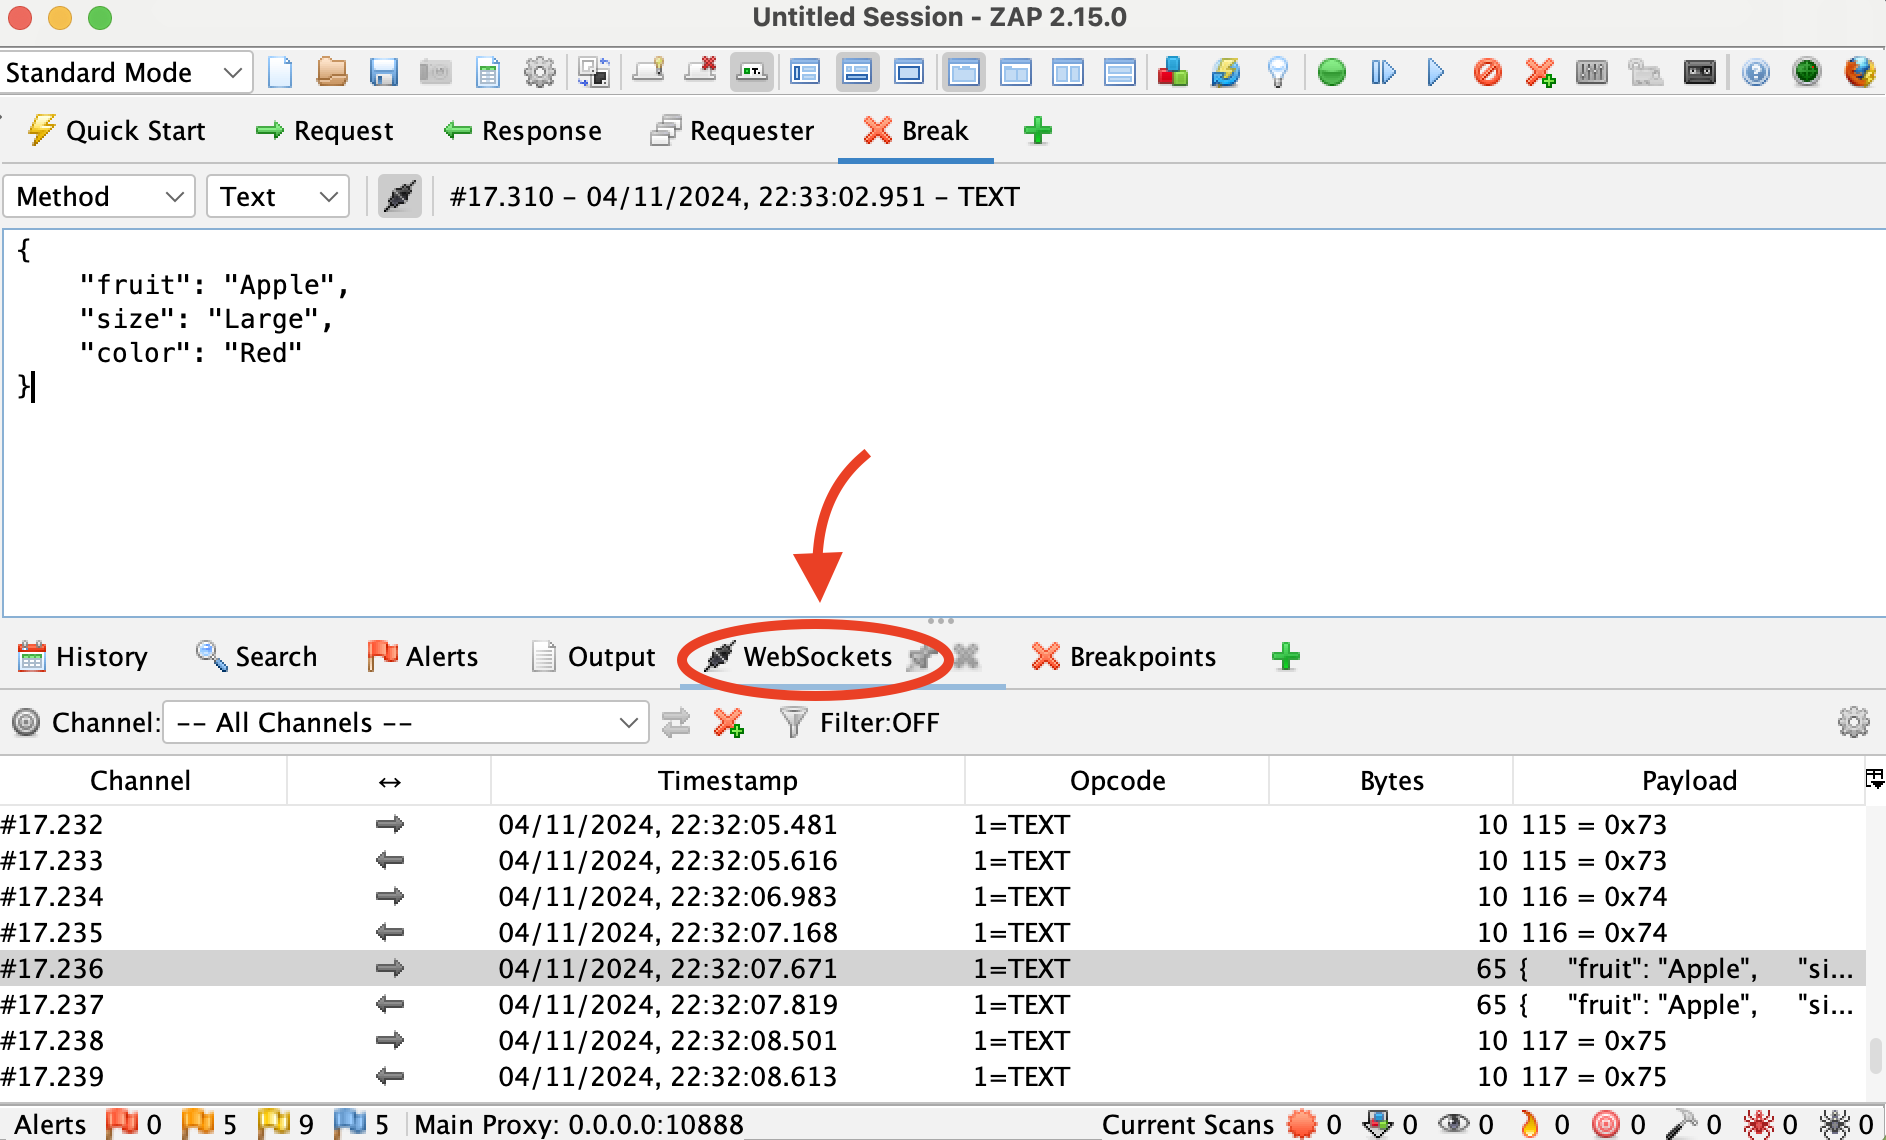 Untitled Session - ZAP 2.15.0
Standard Mode
Quick Start Request Response Requester Break
Method Text #17.310 – 04/11/2024, 22:33:02.951 – TEXT
{
"fruit": "Apple",
"size": "Large",
"color": "Red"
}
History Search Alerts Output WebSockets Breakpoints
Channel: -- All Channels -- Filter:OFF
Channel ↔ Timestamp Opcode Bytes Payload
#17.232 → 04/11/2024, 22:32:05.481 1=TEXT 10 115 = 0x73
#17.233 ← 04/11/2024, 22:32:05.616 1=TEXT 10 115 = 0x73
#17.234 → 04/11/2024, 22:32:06.983 1=TEXT 10 116 = 0x74
#17.235 ← 04/11/2024, 22:32:07.168 1=TEXT 10 116 = 0x74
#17.236 → 04/11/2024, 22:32:07.671 1=TEXT 65 { "fruit": "Apple", "si...
#17.237 ← 04/11/2024, 22:32:07.819 1=TEXT 65 { "fruit": "Apple", "si...
#17.238 → 04/11/2024, 22:32:08.501 1=TEXT 10 117 = 0x75
#17.239 ← 04/11/2024, 22:32:08.613 1=TEXT 10 117 = 0x75
Alerts 0 5 9 5 Main Proxy: 0.0.0.0:10888 Current Scans 0 0 0 0 0 0 0 0